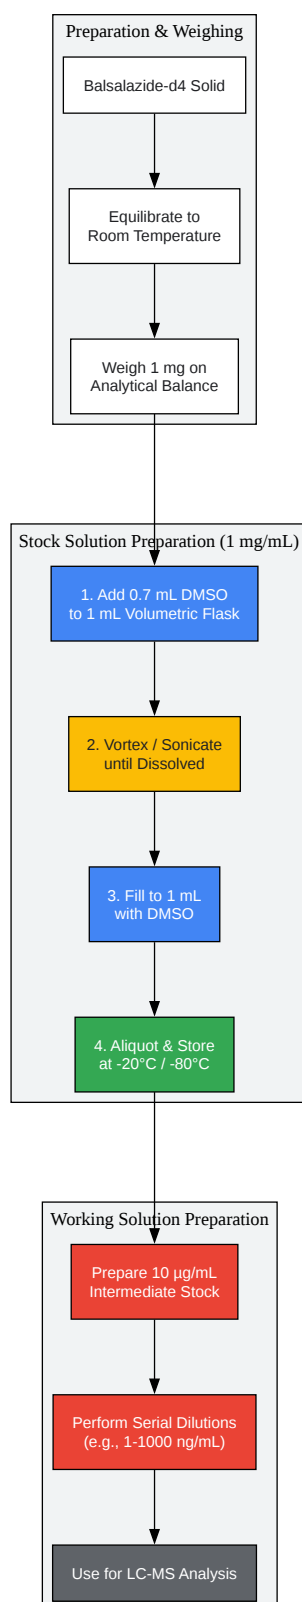 Preparation & Weighing
Balsalazide-d4 Solid
Equilibrate to
Room Temperature
Weigh 1 mg on
Analytical Balance
Stock Solution Preparation (1 mg/mL)
1. Add 0.7 mL DMSO
to 1 mL Volumetric Flask
2. Vortex / Sonicate
until Dissolved
3. Fill to 1 mL
with DMSO
4. Aliquot & Store
at -20°C / -80°C
Working Solution Preparation
Prepare 10 µg/mL
Intermediate Stock
Perform Serial Dilutions
(e.g., 1-1000 ng/mL)
Use for LC-MS Analysis